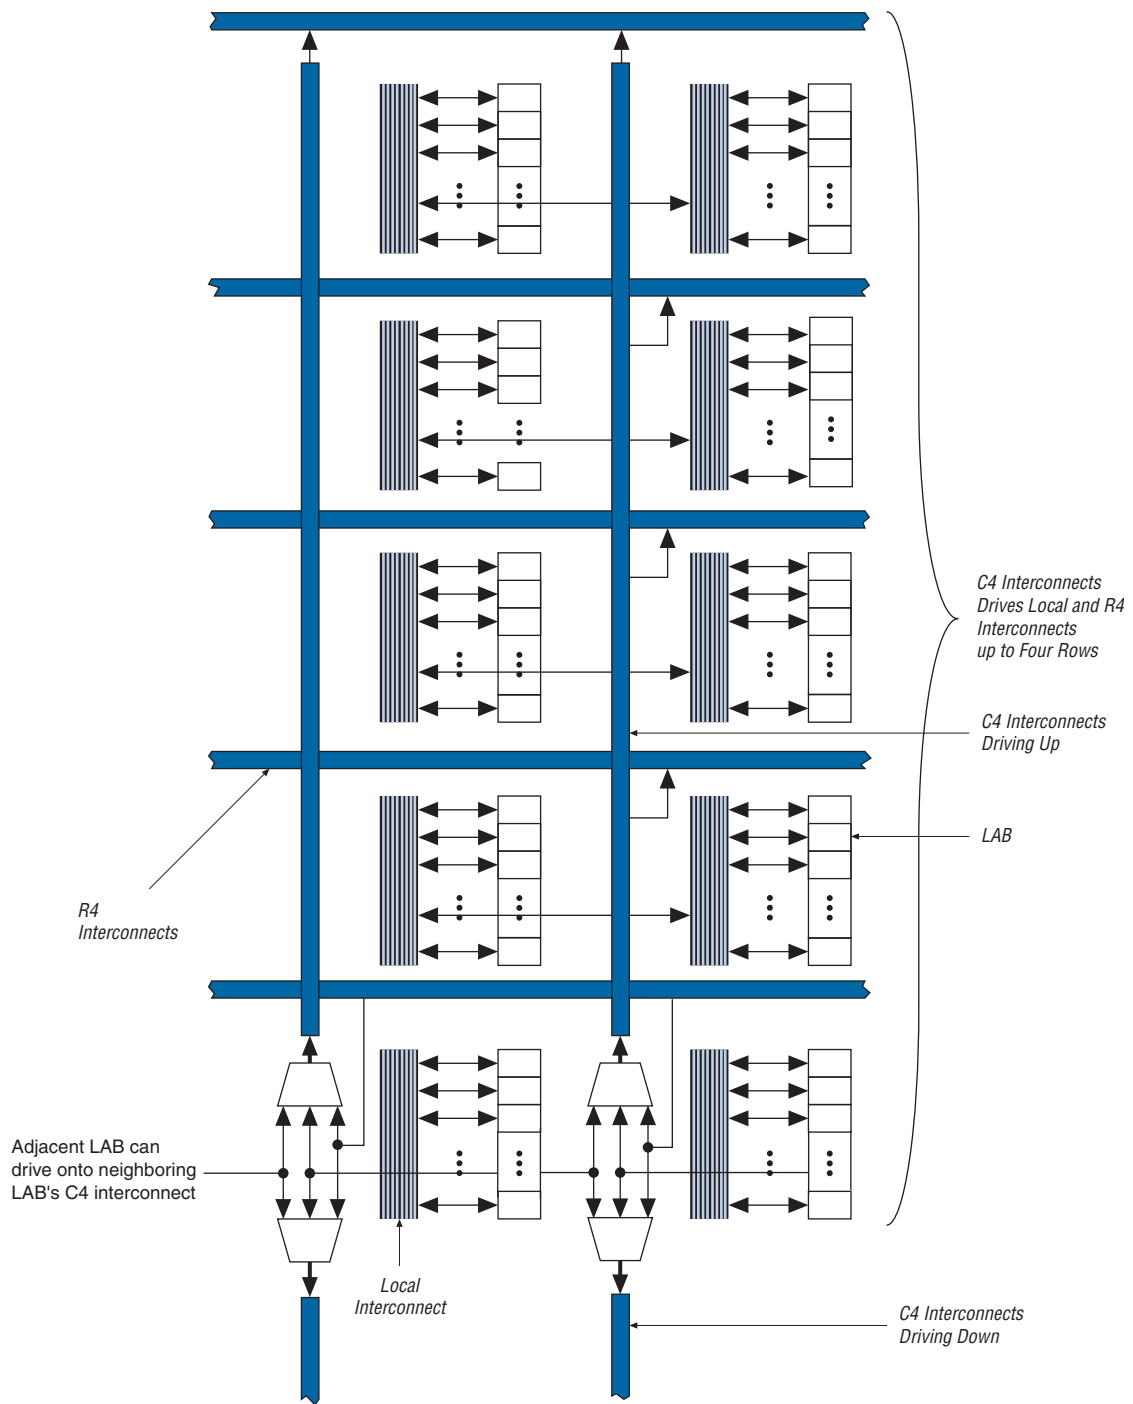 C4 Interconnects
Drives Local and R4
Interconnects
up to Four Rows
C4 Interconnects
Driving Up
LAB
R4
Interconnects
Adjacent LAB can
drive onto neighboring
LAB's C4 interconnect
Local
Interconnect
C4 Interconnects
Driving Down